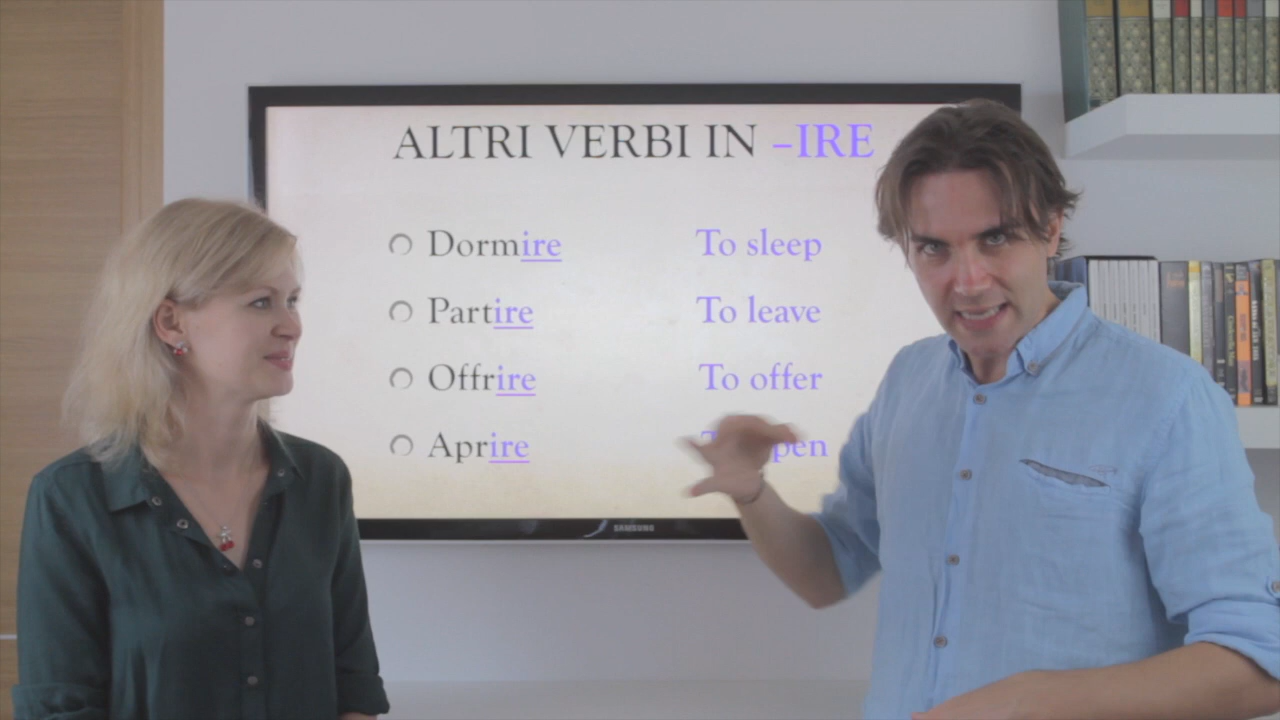 ALTRI VERBI IN -IRE
Dormire To sleep
Partire To leave
Offrire To offer
Aprire
SAMSUNG